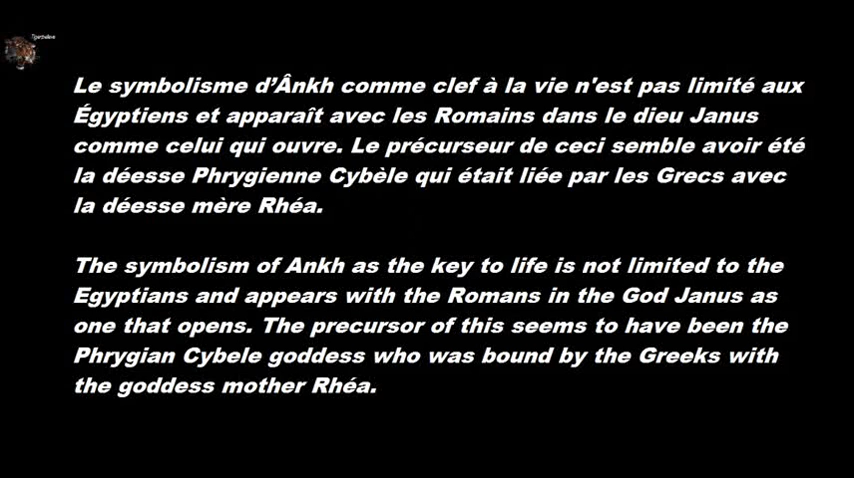 Le symbolisme d’Ânkh comme clef à la vie n'est pas limité aux
Égyptiens et apparaît avec les Romains dans le dieu Janus
comme celui qui ouvre. Le précurseur de ceci semble avoir été
la déesse Phrygienne Cybèle qui était liée par les Grecs avec
la déesse mère Rhéa.
The symbolism of Ankh as the key to life is not limited to the
Egyptians and appears with the Romans in the God Janus as
one that opens. The precursor of this seems to have been the
Phrygian Cybele goddess who was bound by the Greeks with
the goddess mother Rhéa.